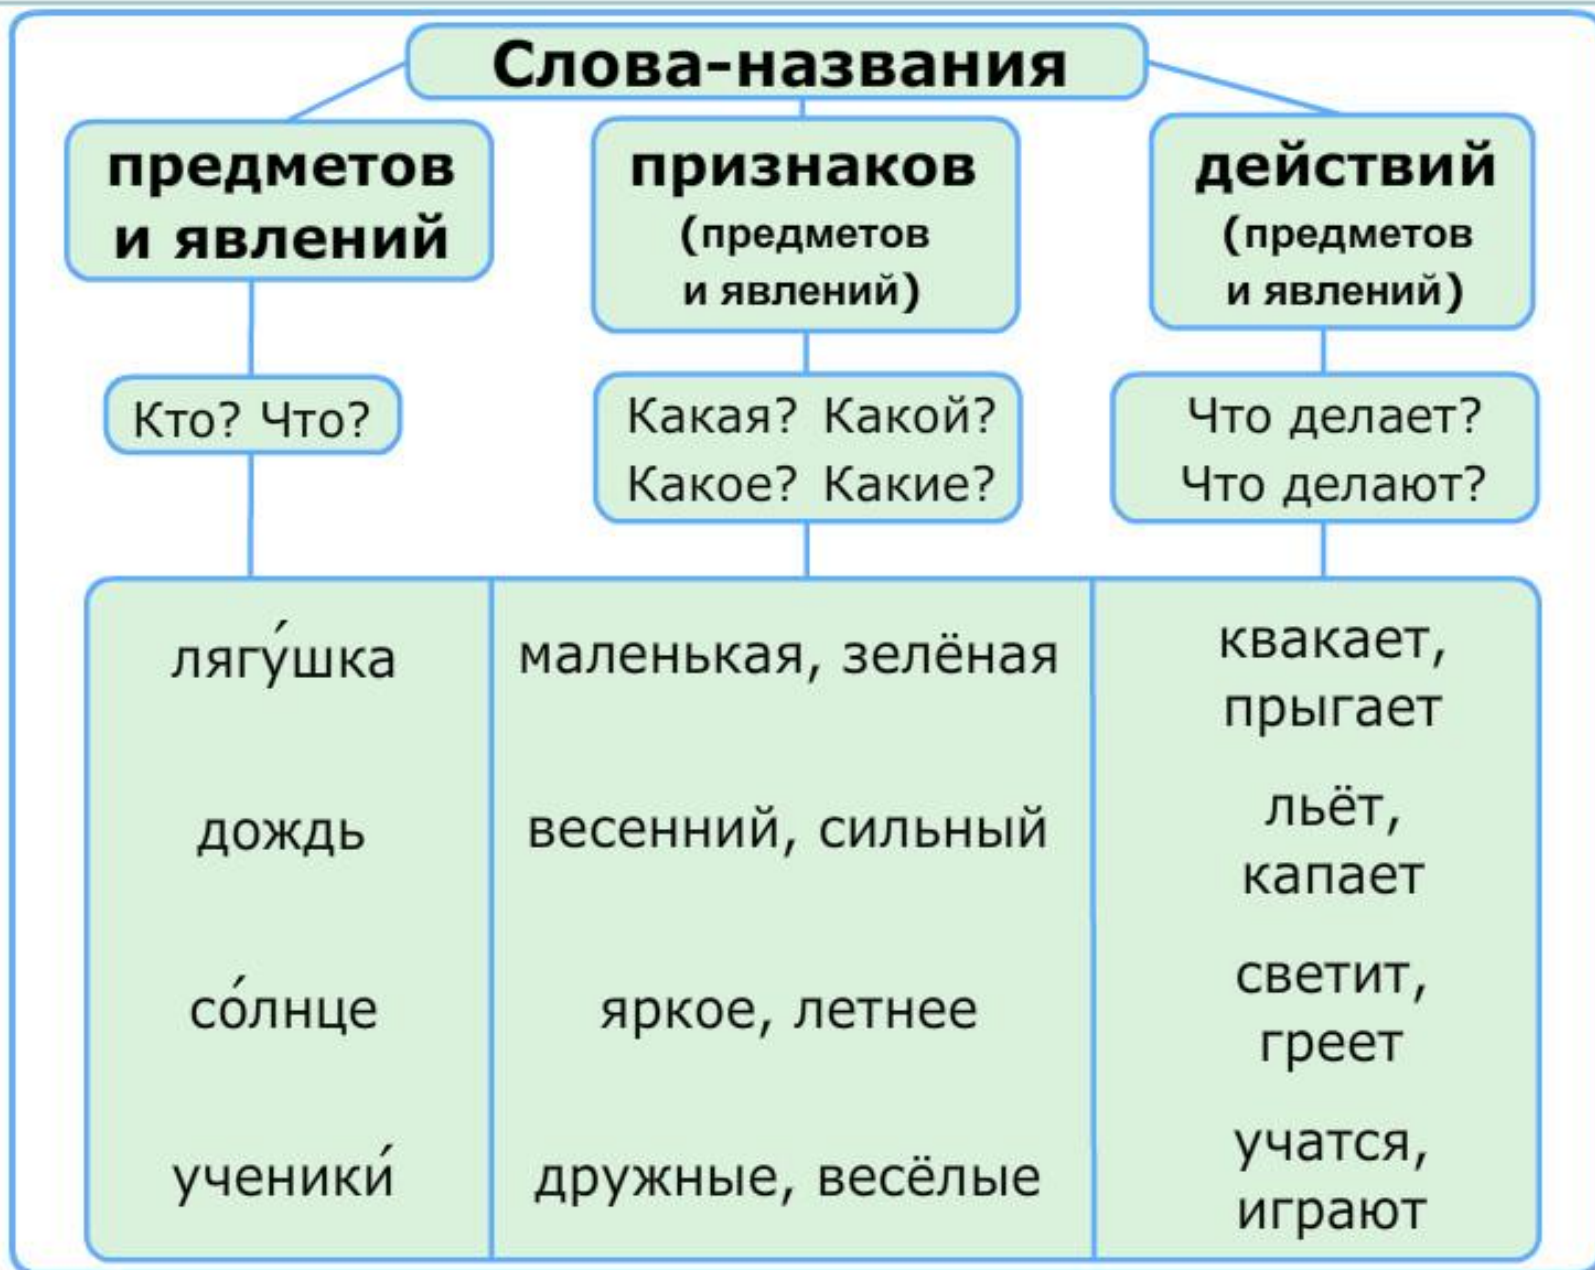 Слова-названия
предметов
и явлений
признаков
(предметов
и явлений)
действий
(предметов
и явлений)
Кто? Что?
Какая? Какой?
Какое? Какие?
Что делает?
Что делают?
лягу́шка
маленькая, зелёная
квакает,
прыгает
дождь
весенний, сильный
льёт,
капает
со́лнце
яркое, летнее
светит,
греет
ученики́
дружные, весёлые
учатся,
играют